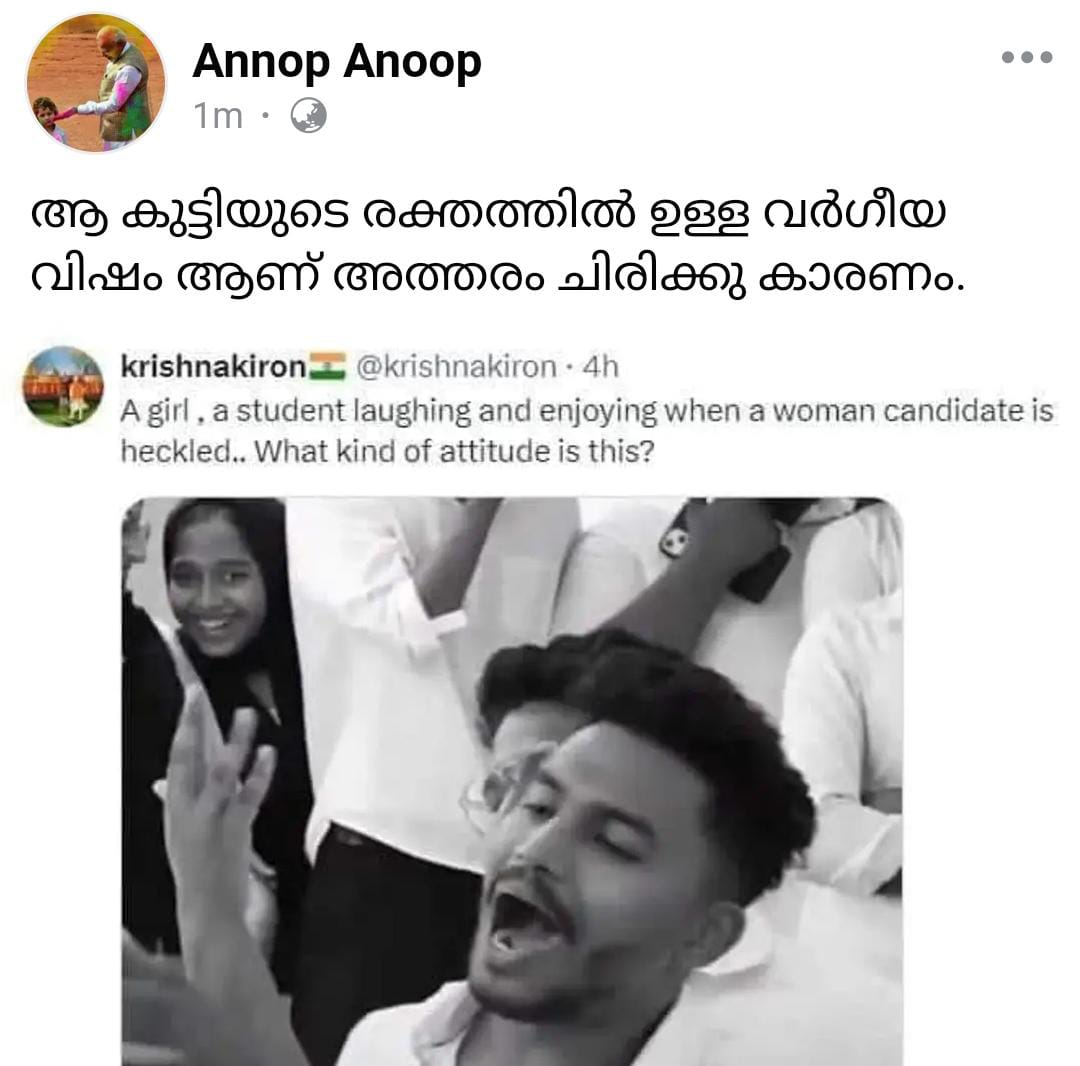 Annop Anoop
1m ·
ആ കുട്ടിയുടെ രക്തത്തിൽ ഉള്ള വർഗീയ
വിഷം ആണ് അത്തരം ചിരിക്കു കാരണം.
krishnakiron🇮🇳 @krishnakiron · 4h
A girl , a student laughing and enjoying when a woman candidate is
heckled.. What kind of attitude is this?